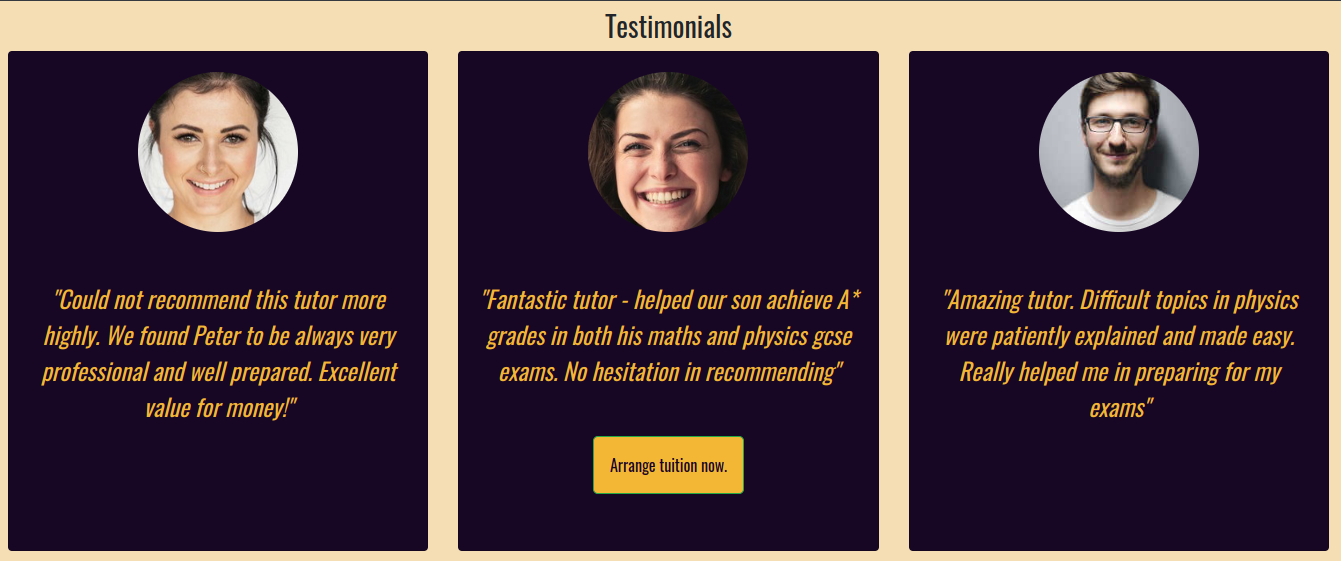 Testimonials
"Could not recommend this tutor more
highly. We found Peter to be always very
professional and well prepared. Excellent
value for money!"
"Fantastic tutor - helped our son achieve A*
grades in both his maths and physics gcse
exams. No hesitation in recommending"
Arrange tuition now.
"Amazing tutor. Difficult topics in physics
were patiently explained and made easy.
Really helped me in preparing for my
exams"